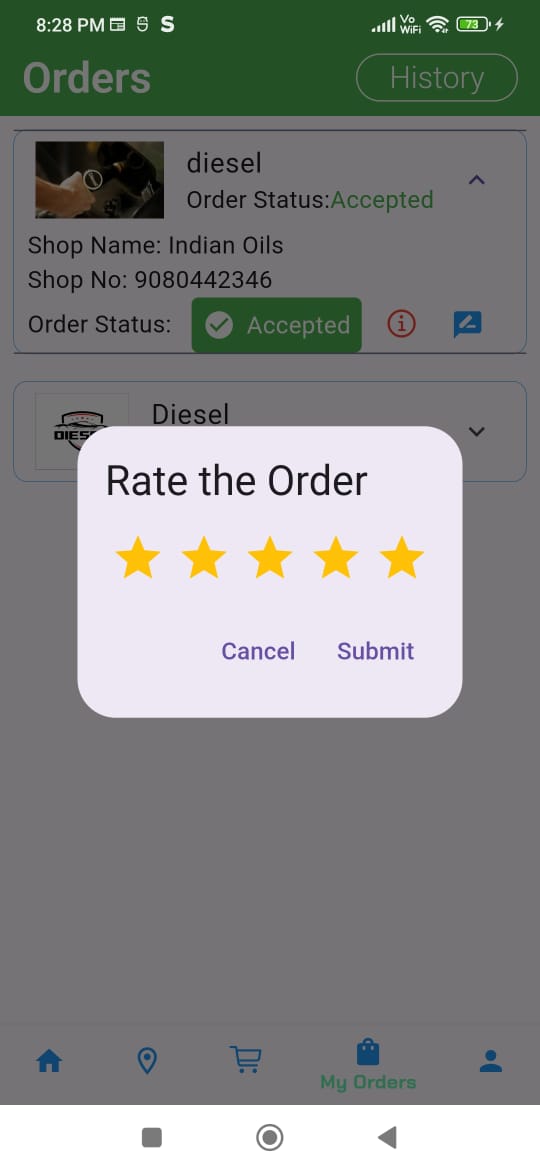 8:28 PM S Vo WiFi 73
Orders History
diesel
Order Status:Accepted
Shop Name: Indian Oils
Shop No: 9080442346
Order Status: Accepted
Diesel
DIES
Rate the Order
Cancel Submit
My Orders